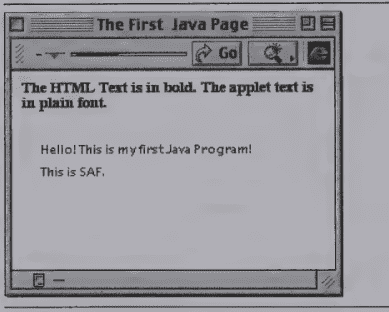 The First Java Page
Go
The HTML Text is in bold. The applet text is
in plain font.
Hello! This is my first Java Program!
This is SAF.